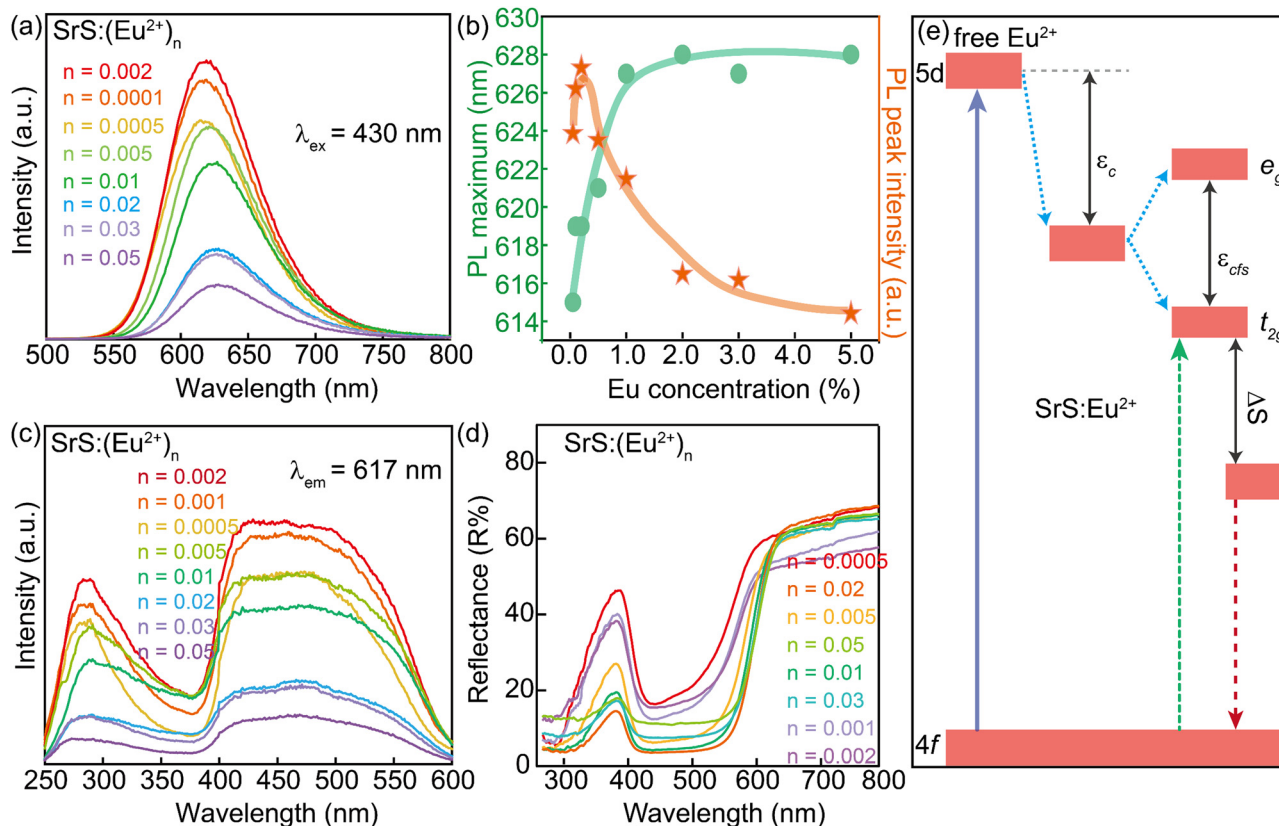 (a)
SrS:(Eu²⁺)ₙ
n = 0.002
n = 0.0001
n = 0.0005
n = 0.005
n = 0.01
n = 0.02
n = 0.03
n = 0.05
λex = 430 nm
Intensity (a.u.)
500 550 600 650 700 750 800
Wavelength (nm)
(b)
630
628
626
624
622
620
618
616
614
PL maximum (nm)
PL peak intensity (a.u.)
0.0 1.0 2.0 3.0 5.0
Eu concentration (%)
(c)
SrS:(Eu²⁺)ₙ
λem = 617 nm
n = 0.002
n = 0.001
n = 0.0005
n = 0.005
n = 0.01
n = 0.02
n = 0.03
n = 0.05
Intensity (a.u.)
250 300 350 400 450 500 550 600
Wavelength (nm)
(d)
SrS:(Eu²⁺)ₙ
80
60
40
20
0
Reflectance (R%)
n = 0.0005
n = 0.02
n = 0.005
n = 0.05
n = 0.01
n = 0.03
n = 0.001
n = 0.002
300 400 500 600 700 800
Wavelength (nm)
(e)
free Eu²⁺
5d
εc
eg
εcfs
t2g
SrS:Eu²⁺
ΔS
4f